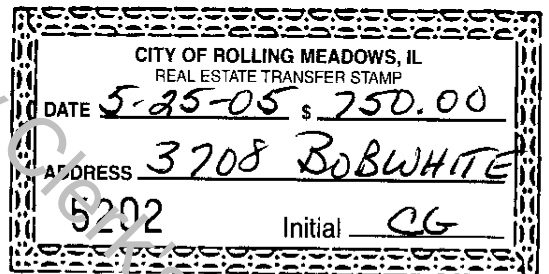 CITY OF ROLLING MEADOWS, IL
REAL ESTATE TRANSFER STAMP
DATE 5-25-05 $ 750.00
ADDRESS 3708 BOBWHITE
5202 Initial CG
Clerk's